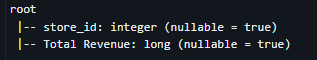 root
 |-- store_id: integer (nullable = true)
 |-- Total Revenue: long (nullable = true)